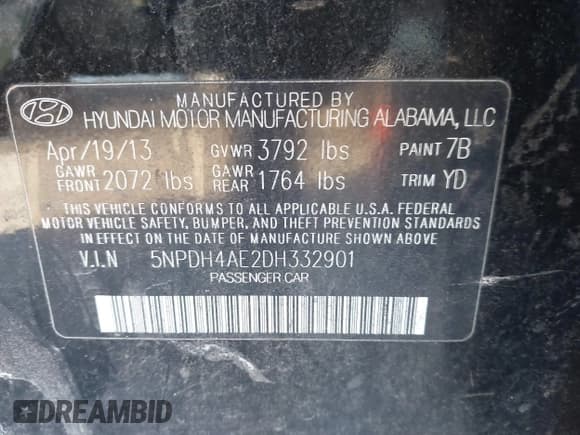 MANUFACTURED BY
HYUNDAI MOTOR MANUFACTURING ALABAMA, LLC
Apr/19/13 GVWR 3792 lbs PAINT 7B
GAWR FRONT 2072 lbs GAWR REAR 1764 lbs TRIM YD
THIS VEHICLE CONFORMS TO ALL APPLICABLE U.S.A. FEDERAL
MOTOR VEHICLE SAFETY, BUMPER, AND THEFT PREVENTION STANDARDS
IN EFFECT ON THE DATE OF MANUFACTURE SHOWN ABOVE.
V.I.N 5NPDH4AE2DH332901
PASSENGER CAR
DREAMBID